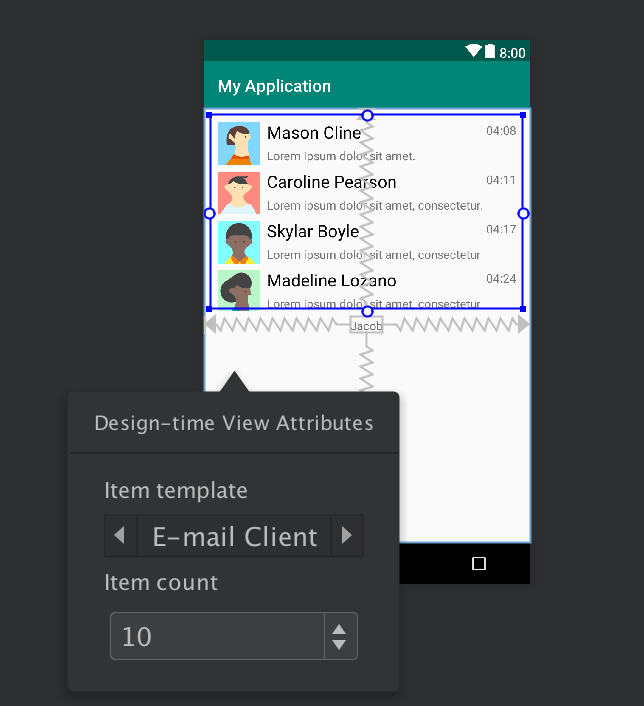 8:00
My Application
Mason Cline 04:08
Lorem ipsum dolor sit amet.
Caroline Pearson 04:11
Lorem ipsum dolor sit amet, consectetur.
Skylar Boyle 04:17
Lorem ipsum dolor sit amet, consectetur
Madeline Lozano 04:24
Lorem ipsum dolor sit amet, consectetur
Jacob
Design-time View Attributes
Item template
E-mail Client
Item count
10